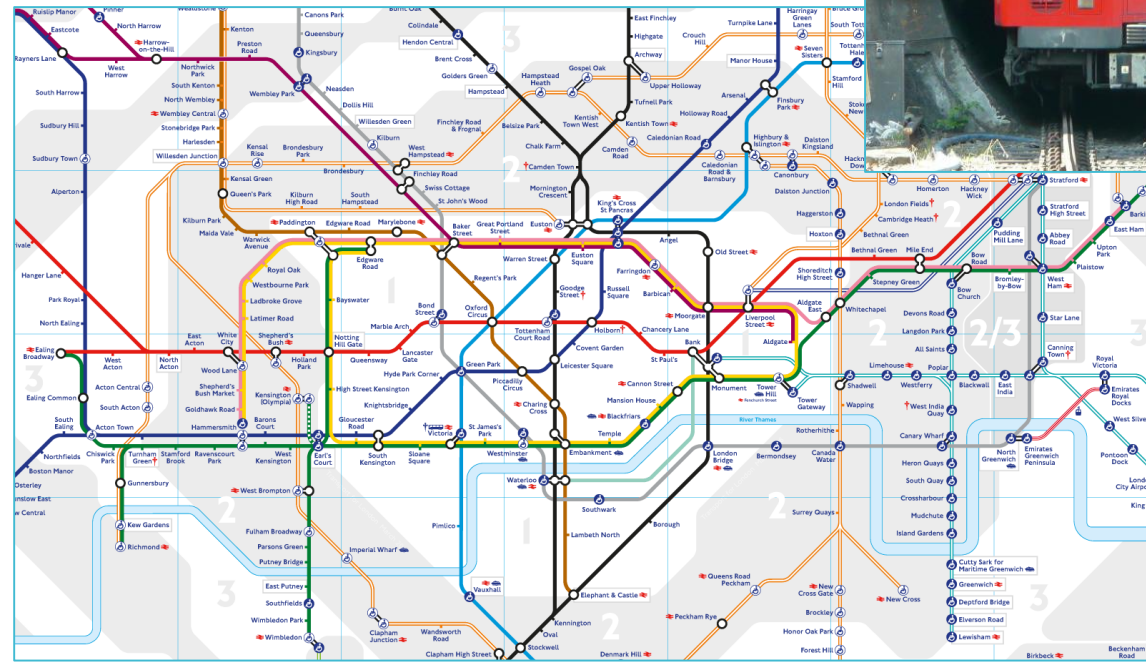 Ruislip Manor
Pinner
North Harrow
Eastcote
Harrow-
on-the-Hill
Rayners Lane
West
Harrow
Northwick
Park
Preston
Road
Kenton
South Kenton
North Wembley
Wembley Central
Stonebridge Park
Harlesden
Willesden Junction
Kensal Green
Queen's Park
Kilburn Park
Maida Vale
Warwick
Avenue
South Harrow
Sudbury Hill
Sudbury Town
Alperton
Hanger Lane
Park Royal
North Ealing
Canons Park
Queensbury
Kingsbury
Wembley Park
Neasden
Dollis Hill
Willesden Green
Kilburn
West
Hampstead
Finchley Road
Swiss Cottage
St John's Wood
Kensal
Rise
Brondesbury
Park
Brondesbury
Kilburn
High Road
South
Hampstead
Colindale
Hendon Central
Brent Cross
Golders Green
Hampstead
Belsize Park
Chalk Farm
Camden Town
Mornington
Crescent
Finchley Road
& Frognal
Hampstead
Heath
Gospel Oak
Kentish
Town West
Camden
Road
East Finchley
Highgate
Archway
Tufnell Park
Kentish Town
Upper Holloway
Crouch
Hill
Harringay
Green
Lanes
Turnpike Lane
Manor House
Seven
Sisters
Tottenh
Hale
South Tott
Stamford
Hill
Arsenal
Finsbury
Park
Holloway Road
Caledonian Road
Caledonian
Road &
Barnsbury
Highbury &
Islington
Canonbury
Dalston
Kingsland
Dalston Junction
Haggerston
Hoxton
Shoreditch
High Street
Homerton
Hackney
Wick
London Fields
Cambridge Heath
Bethnal Green
Bethnal Green
Mile End
Stepney Green
Stratford
Stratford
High Street
Abbey
Road
West
Ham
Star Lane
Canning
Town
Pudding
Mill Lane
Bow
Road
Bow
Church
Bromley-
by-Bow
Plaistow
Upton
Park
East Ham
Bark
Devons Road
Langdon Park
All Saints
Poplar
Limehouse
Westferry
Blackwall
East
India
Royal
Victoria
Emirates
Royal
Docks
West Silve
Pontoon
Dock
Emirates
Greenwich
Peninsula
North
Greenwich
West India
Quay
Canary Wharf
Heron Quays
South Quay
Crossharbour
Mudchute
Island Gardens
Cutty Sark for
Maritime Greenwich
Greenwich
Deptford Bridge
Elverson Road
Lewisham
Paddington
Edgware Road
Marylebone
Baker
Street
Great Portland
Street
Euston
King's Cross
St Pancras
Angel
Old Street
Edgware
Road
Warren Street
Euston
Square
Regent's Park
Goodge
Street
Russell
Square
Farringdon
Barbican
Moorgate
Liverpool
Street
Aldgate
East
Aldgate
Whitechapel
Royal Oak
Westbourne Park
Ladbroke Grove
Latimer Road
Bayswater
Notting
Hill Gate
Bond
Street
Oxford
Circus
Marble Arch
Tottenham
Court Road
Holborn
Chancery Lane
St Paul's
Bank
Lancaster
Gate
Queensway
Holland
Park
Shepherd's
Bush
White
City
East
Acton
North
Acton
West
Acton
Ealing
Broadway
Wood Lane
Shepherd's
Bush Market
Goldhawk Road
Hammersmith
Kensington
(Olympia)
High Street Kensington
Hyde Park Corner
Knightsbridge
Green Park
Covent Garden
Leicester Square
Piccadilly
Circus
Charing
Cross
Cannon Street
Monument
Mansion House
Blackfriars
Temple
Embankment
Tower
Hill
Fenchurch Street
Tower
Gateway
Shadwell
Wapping
River Thames
Rotherhithe
Canada
Water
Bermondsey
London
Bridge
Ealing Common
South
Ealing
Acton Town
Acton Central
South Acton
Northfields
Boston Manor
Osterley
Chiswick
Park
Turnham
Green
Stamford
Brook
Ravenscourt
Park
Barons
Court
West
Kensington
Earl's
Court
Gloucester
Road
South
Kensington
Sloane
Square
Victoria
St James's
Park
Westminster
Waterloo
Southwark
Gunnersbury
Kew Gardens
Richmond
West Brompton
Fulham Broadway
Parsons Green
Putney Bridge
East Putney
Southfields
Wimbledon Park
Wimbledon
Imperial Wharf
Clapham
Junction
Wandsworth
Road
Clapham High Street
Pimlico
Vauxhall
Stockwell
Oval
Kennington
Lambeth North
Elephant & Castle
Borough
Denmark Hill
Peckham Rye
Queens Road
Peckham
Surrey Quays
New
Cross Gate
New Cross
Brockley
Honor Oak Park
Forest Hill
Birkbeck
Beckenham
Road
3
2
1
2/3